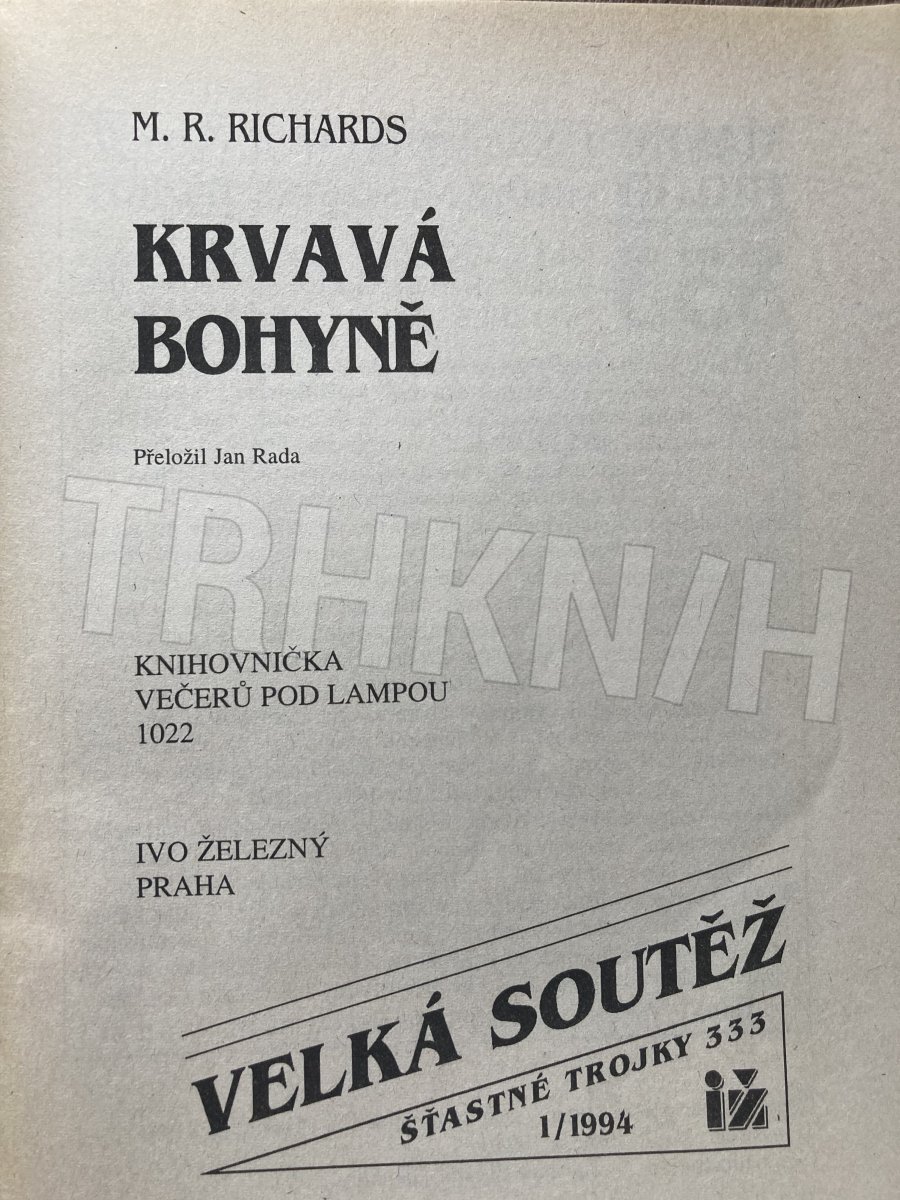 M. R. RICHARDS
KRVAVÁ
BOHYNĚ
Přeložil Jan Rada
TRHKNIH
KNIHOVNIČKA
VEČERŮ POD LAMPOU
1022
IVO ŽELEZNÝ
PRAHA
VELKÁ SOUTĚŽ
ŠŤASTNÉ TROJKY 333
1/1994
iž